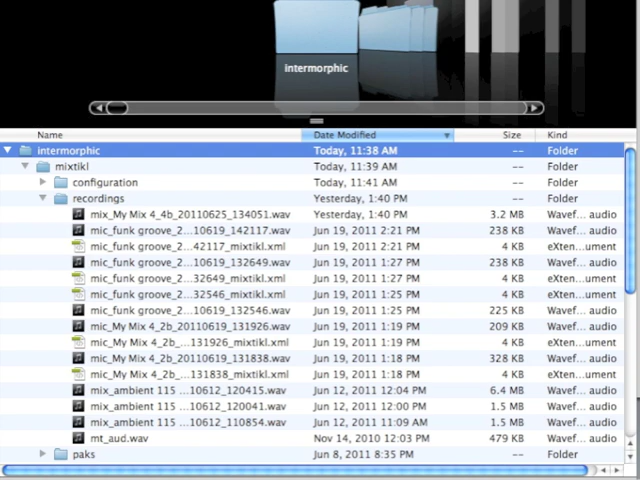 intermorphic
Name Date Modified Size Kind
intermorphic Today, 11:38 AM -- Folder
mixtikl Today, 11:39 AM -- Folder
configuration Today, 11:41 AM -- Folder
recordings Yesterday, 1:40 PM -- Folder
mix_My Mix 4_4b_20110625_134051.wav Yesterday, 1:40 PM 3.2 MB Wavef... audio
mic_funk groove_2...10619_142117.wav Jun 19, 2011 2:21 PM 238 KB Wavef... audio
mic_funk groove_2...42117_mixtikl.xml Jun 19, 2011 2:21 PM 4 KB eXten...ument
mic_funk groove_2...10619_132649.wav Jun 19, 2011 1:27 PM 238 KB Wavef... audio
mic_funk groove_2...32649_mixtikl.xml Jun 19, 2011 1:27 PM 4 KB eXten...ument
mic_funk groove_2...32546_mixtikl.xml Jun 19, 2011 1:25 PM 4 KB eXten...ument
mic_funk groove_2...10619_132546.wav Jun 19, 2011 1:25 PM 225 KB Wavef... audio
mic_My Mix 4_2b_20110619_131926.wav Jun 19, 2011 1:19 PM 209 KB Wavef... audio
mic_My Mix 4_2b_...131926_mixtikl.xml Jun 19, 2011 1:19 PM 4 KB eXten...ument
mic_My Mix 4_2b_20110619_131838.wav Jun 19, 2011 1:18 PM 328 KB Wavef... audio
mic_My Mix 4_2b_...131838_mixtikl.xml Jun 19, 2011 1:18 PM 4 KB eXten...ument
mix_ambient 115 ...10612_120415.wav Jun 12, 2011 12:04 PM 6.4 MB Wavef... audio
mix_ambient 115 ...10612_120041.wav Jun 12, 2011 12:00 PM 1.5 MB Wavef... audio
mix_ambient 115 ...10612_110854.wav Jun 12, 2011 11:09 AM 1.5 MB Wavef... audio
mt_aud.wav Nov 14, 2010 12:03 PM 479 KB Wavef... audio
paks Jun 8, 2011 8:35 PM -- Folder